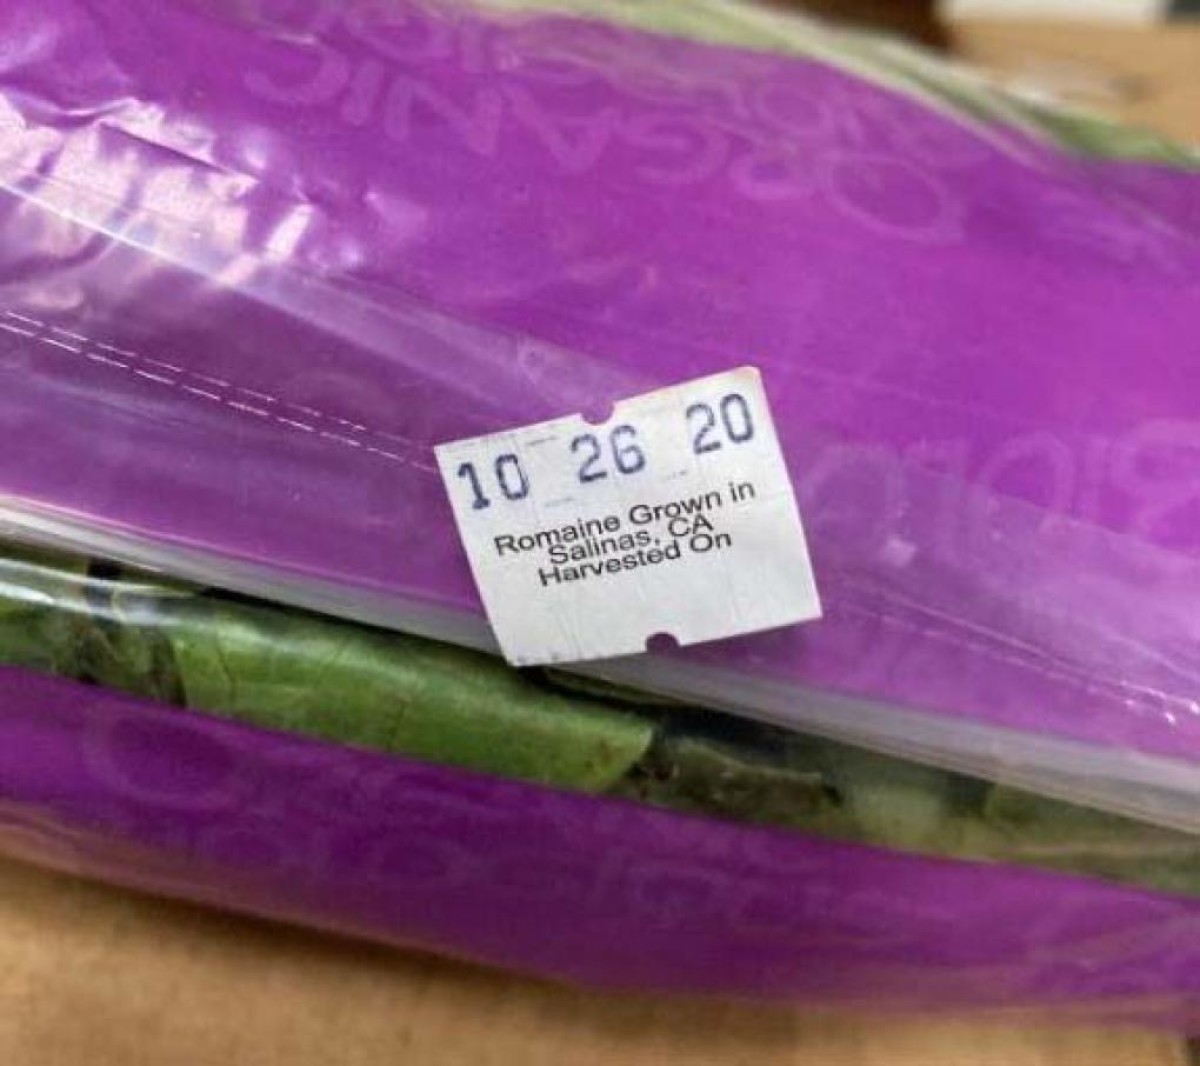 ORGANIC
10 26 20
Romaine Grown in
Salinas, CA
Harvested On